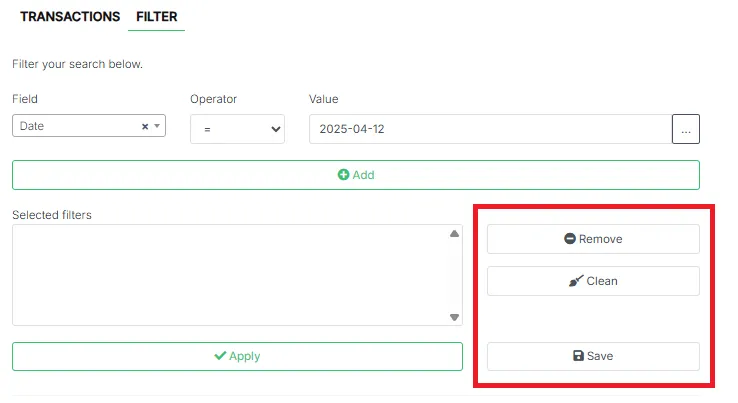 TRANSACTIONS FILTER
Filter your search below.
Field Operator Value
Date × = 2025-04-12 ...
Add
Selected filters
Remove
Clean
Apply Save